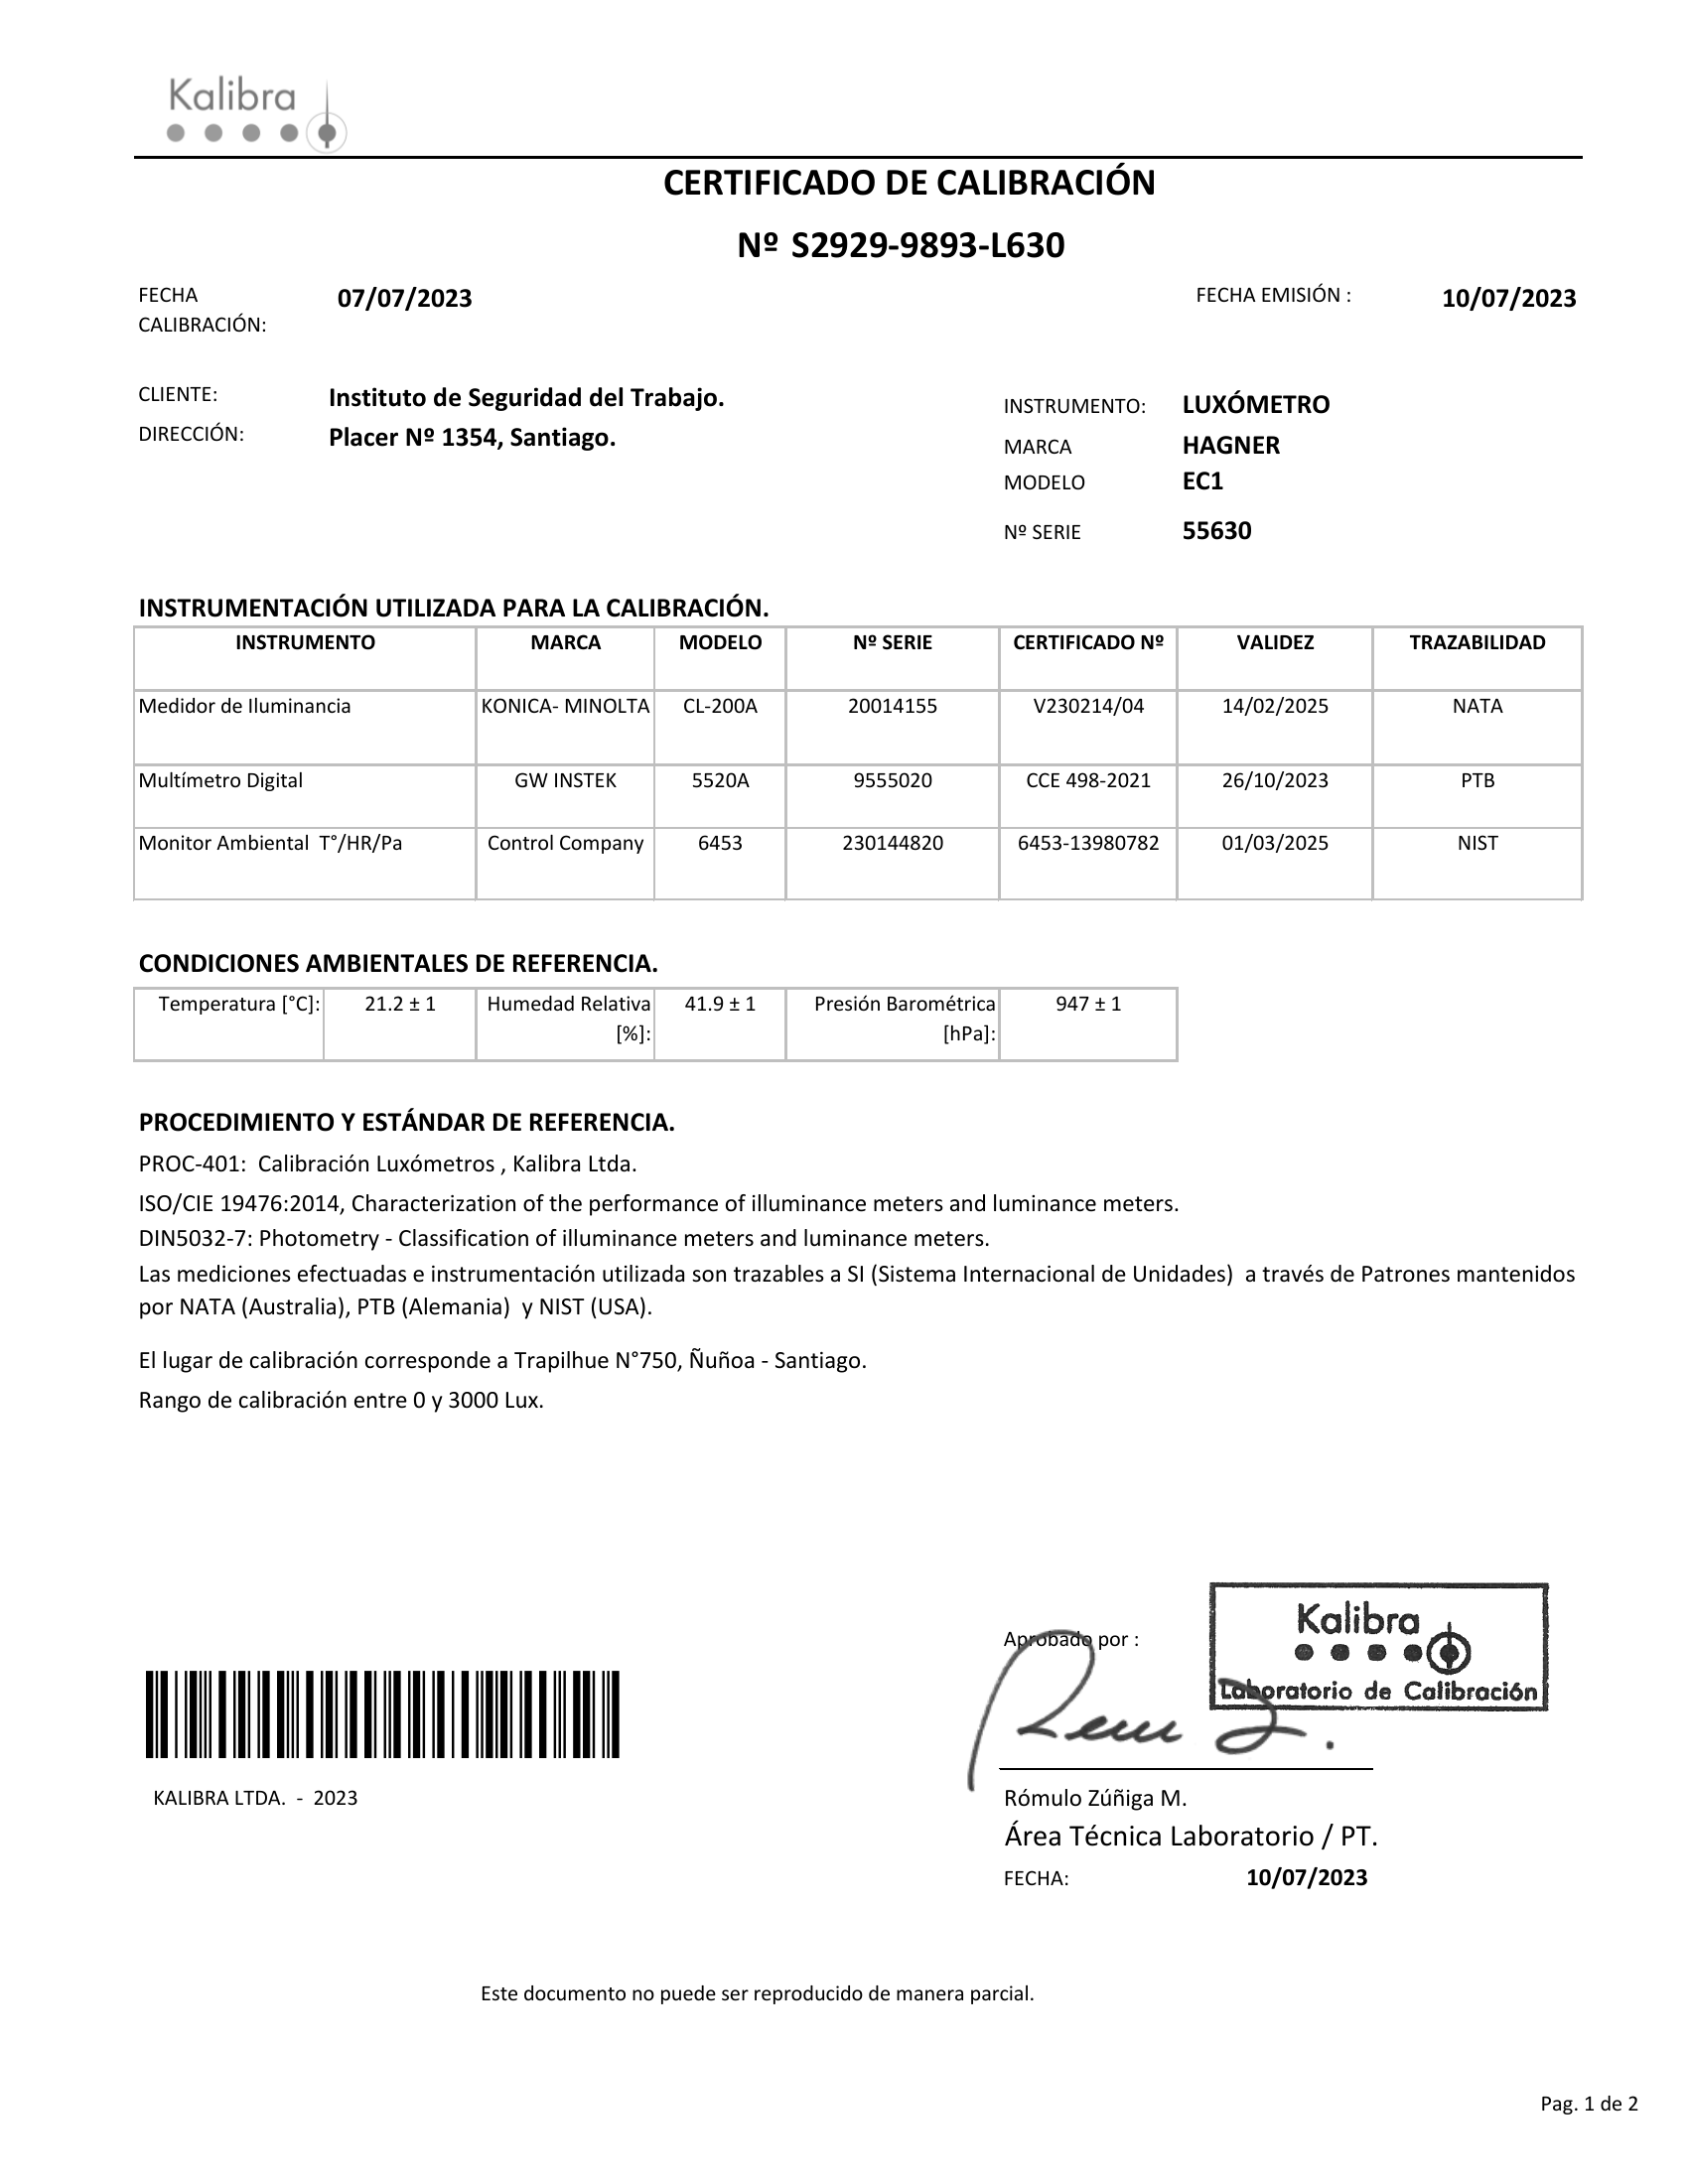 Kalibra
CERTIFICADO DE CALIBRACIÓN
Nº S2929-9893-L630
FECHA CALIBRACIÓN: 07/07/2023 FECHA EMISIÓN : 10/07/2023
CLIENTE: Instituto de Seguridad del Trabajo.
DIRECCIÓN: Placer Nº 1354, Santiago.
INSTRUMENTO: LUXÓMETRO
MARCA HAGNER
MODELO EC1
Nº SERIE 55630
INSTRUMENTACIÓN UTILIZADA PARA LA CALIBRACIÓN.
INSTRUMENTO MARCA MODELO Nº SERIE CERTIFICADO Nº VALIDEZ TRAZABILIDAD
Medidor de Iluminancia KONICA- MINOLTA CL-200A 20014155 V230214/04 14/02/2025 NATA
Multímetro Digital GW INSTEK 5520A 9555020 CCE 498-2021 26/10/2023 PTB
Monitor Ambiental T°/HR/Pa Control Company 6453 230144820 6453-13980782 01/03/2025 NIST
CONDICIONES AMBIENTALES DE REFERENCIA.
Temperatura [°C]: 21.2 ± 1 Humedad Relativa [%]: 41.9 ± 1 Presión Barométrica [hPa]: 947 ± 1
PROCEDIMIENTO Y ESTÁNDAR DE REFERENCIA.
PROC-401: Calibración Luxómetros , Kalibra Ltda.
ISO/CIE 19476:2014, Characterization of the performance of illuminance meters and luminance meters.
DIN5032-7: Photometry - Classification of illuminance meters and luminance meters.
Las mediciones efectuadas e instrumentación utilizada son trazables a SI (Sistema Internacional de Unidades) a través de Patrones mantenidos
por NATA (Australia), PTB (Alemania) y NIST (USA).
El lugar de calibración corresponde a Trapilhue N°750, Ñuñoa - Santiago.
Rango de calibración entre 0 y 3000 Lux.
Aprobado por :
Kalibra
Laboratorio de Calibración
KALIBRA LTDA. - 2023
Rómulo Zúñiga M.
Área Técnica Laboratorio / PT.
FECHA: 10/07/2023
Este documento no puede ser reproducido de manera parcial.
Pag. 1 de 2